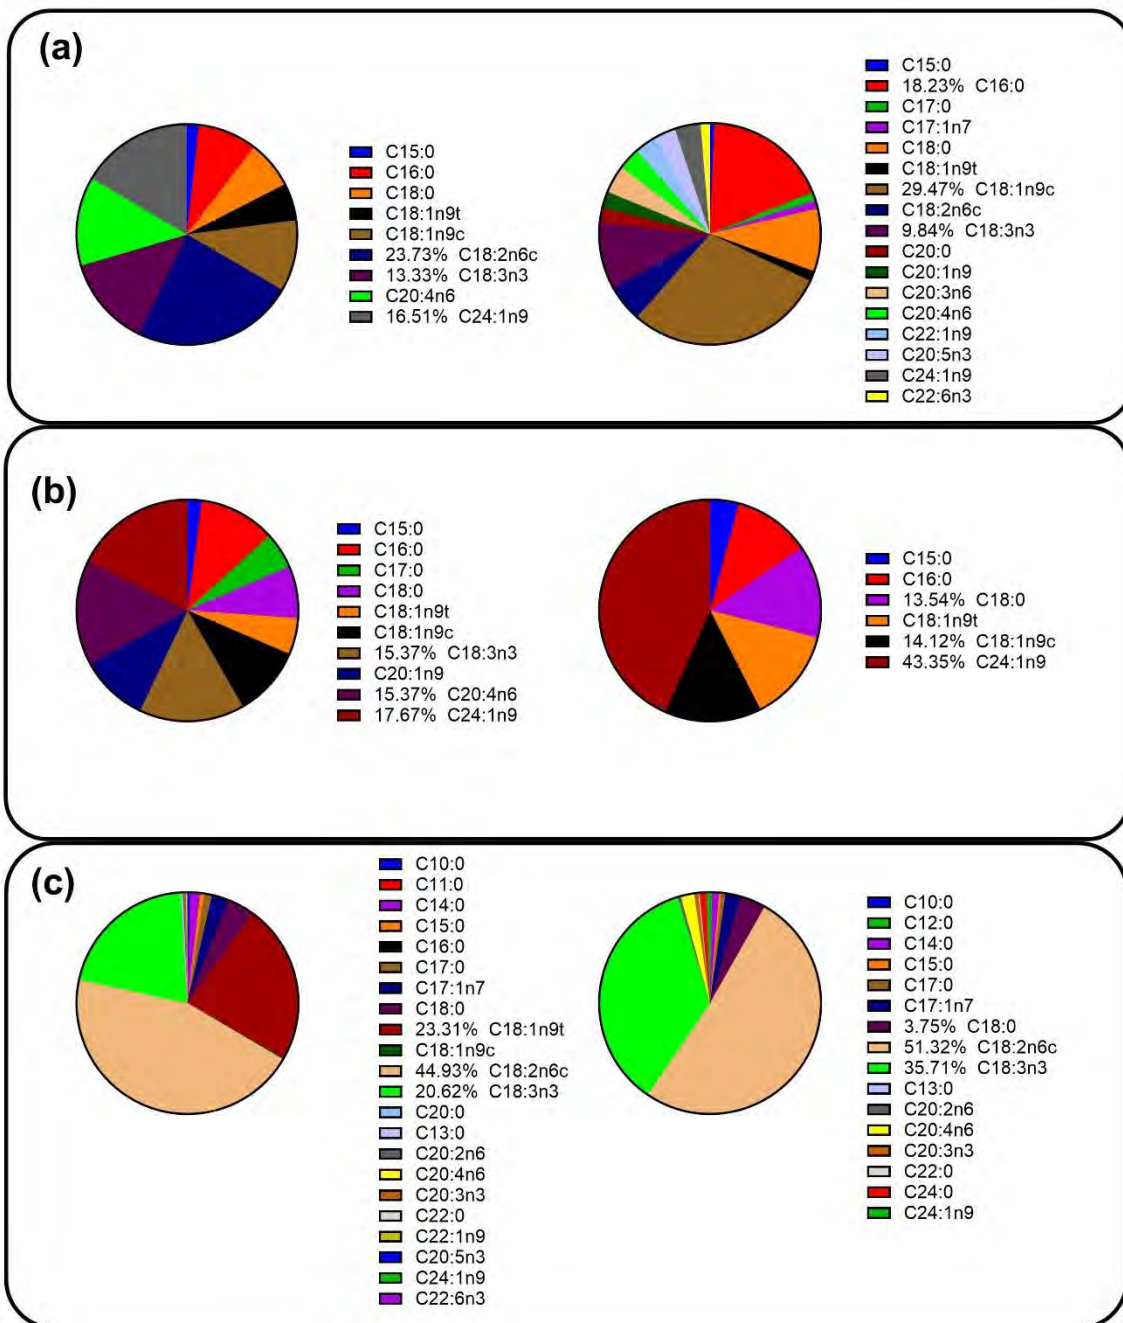 (a)
C15:0
C16:0
C18:0
C18:1n9t
C18:1n9c
23.73% C18:2n6c
13.33% C18:3n3
C20:4n6
16.51% C24:1n9
C15:0
18.23% C16:0
C17:0
C17:1n7
C18:0
C18:1n9t
29.47% C18:1n9c
C18:2n6c
9.84% C18:3n3
C20:0
C20:1n9
C20:3n6
C20:4n6
C22:1n9
C20:5n3
C24:1n9
C22:6n3
(b)
C15:0
C16:0
C17:0
C18:0
C18:1n9t
C18:1n9c
15.37% C18:3n3
C20:1n9
15.37% C20:4n6
17.67% C24:1n9
C15:0
C16:0
13.54% C18:0
C18:1n9t
14.12% C18:1n9c
43.35% C24:1n9
(c)
C10:0
C11:0
C14:0
C15:0
C16:0
C17:0
C17:1n7
C18:0
23.31% C18:1n9t
C18:1n9c
44.93% C18:2n6c
20.62% C18:3n3
C20:0
C13:0
C20:2n6
C20:4n6
C20:3n3
C22:0
C22:1n9
C20:5n3
C24:1n9
C22:6n3
C10:0
C12:0
C14:0
C15:0
C17:0
C17:1n7
3.75% C18:0
51.32% C18:2n6c
35.71% C18:3n3
C13:0
C20:2n6
C20:4n6
C20:3n3
C22:0
C24:0
C24:1n9